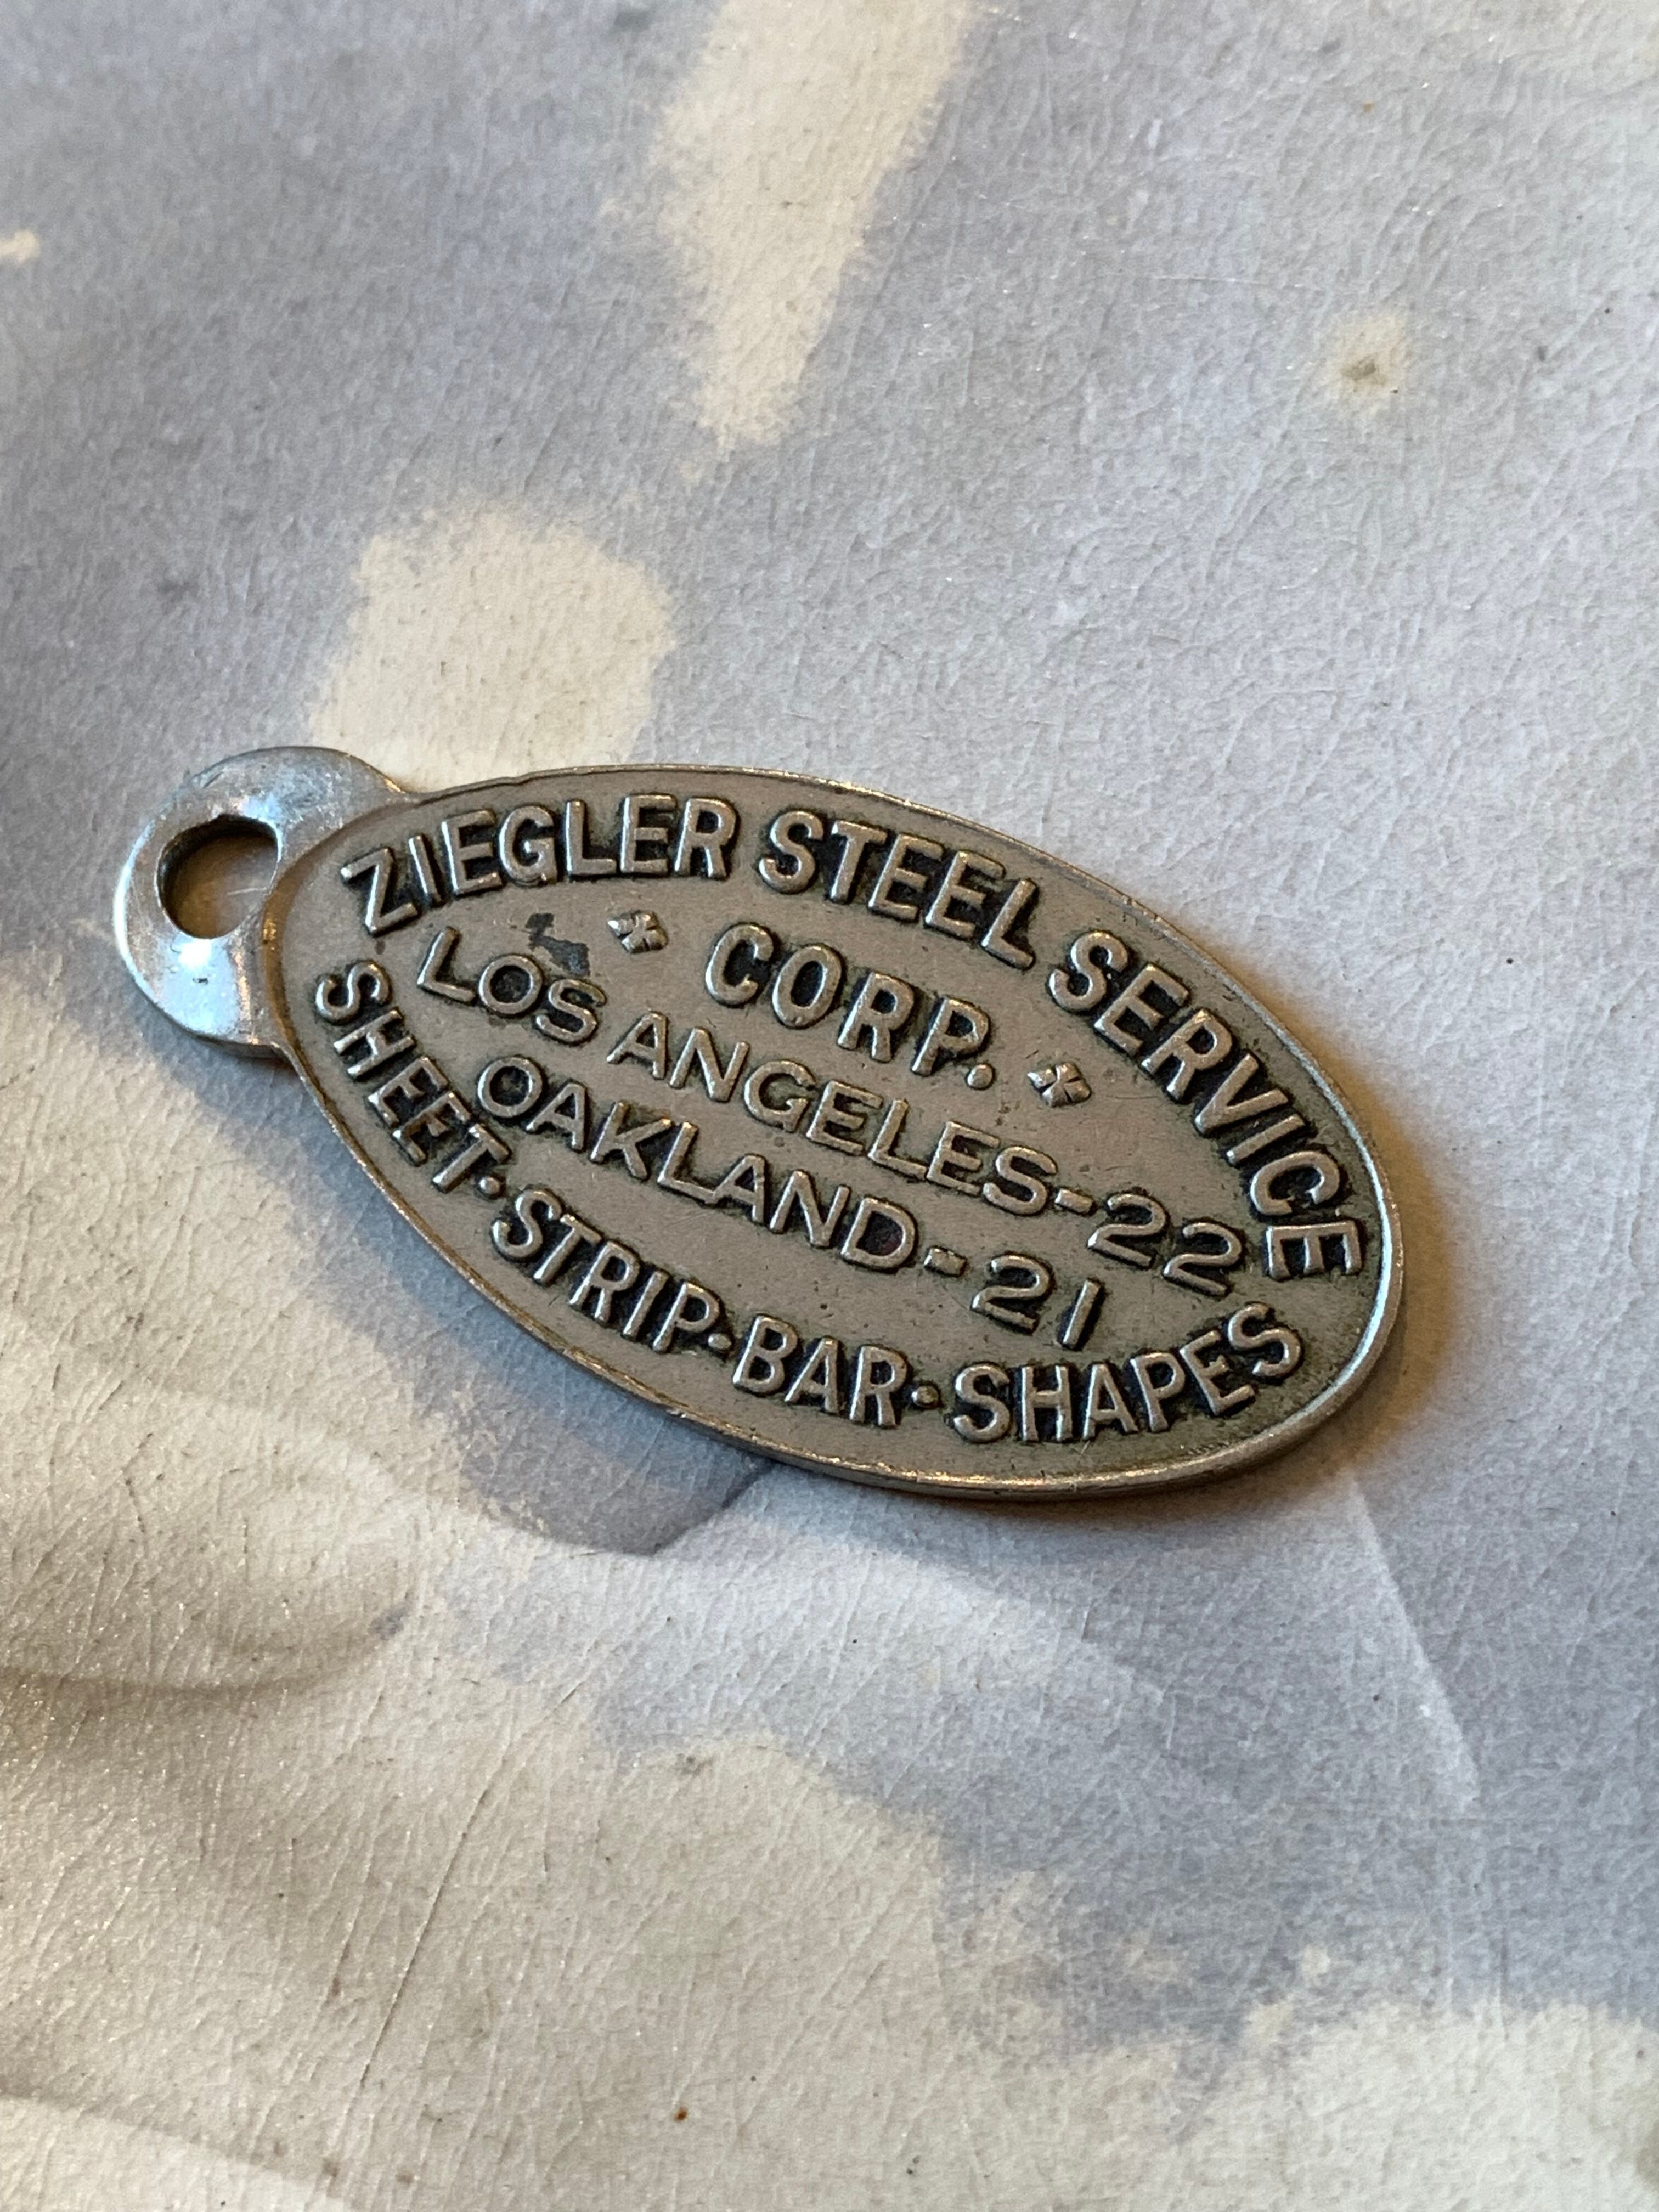 ZIEGLER STEEL SERVICE
CORP.
LOS ANGELES-22
OAKLAND-21
SHEET·STRIP·BAR·SHAPES